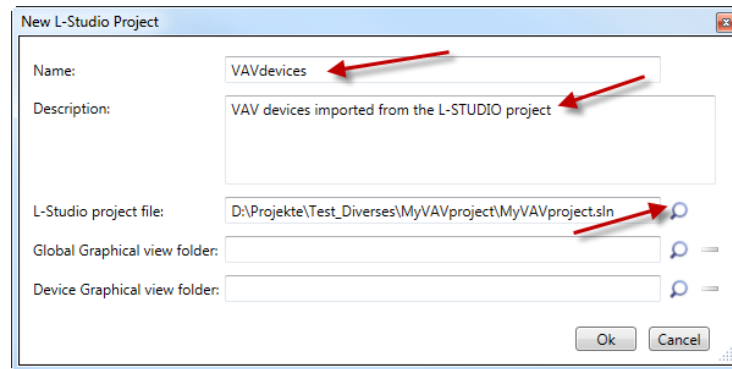 New L-Studio Project
Name: VAVdevices
Description: VAV devices imported from the L-STUDIO project
L-Studio project file: D:\Projekte\Test_Diverses\MyVAVproject\MyVAVproject.sln
Global Graphical view folder:
Device Graphical view folder:
Ok Cancel